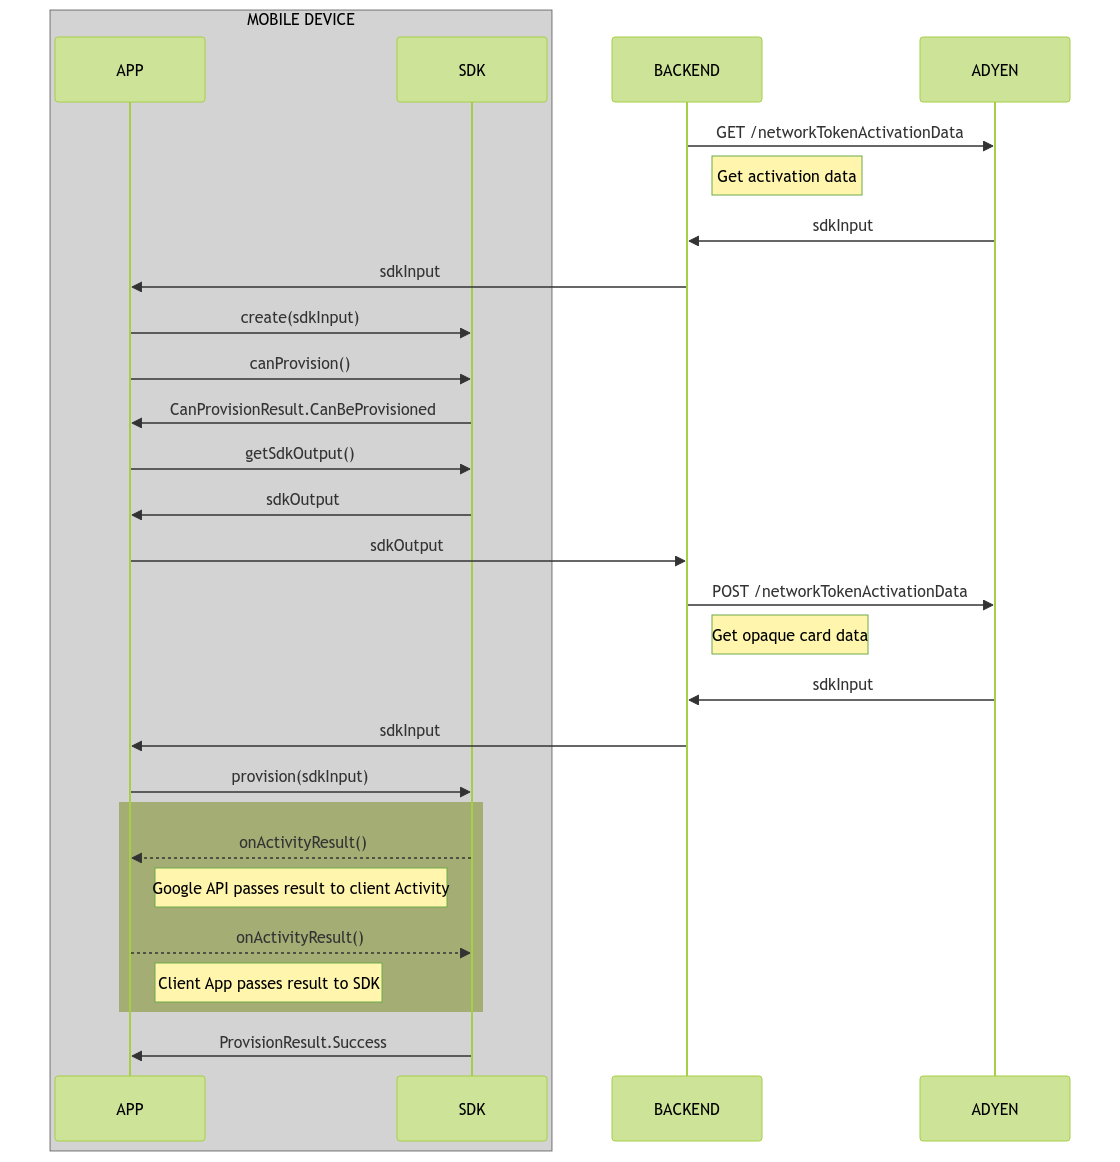 MOBILE DEVICE
APP
SDK
BACKEND
ADYEN
GET /networkTokenActivationData
Get activation data
sdkInput
sdkInput
create(sdkInput)
canProvision()
CanProvisionResult.CanBeProvisioned
getSdkOutput()
sdkOutput
sdkOutput
POST /networkTokenActivationData
Get opaque card data
sdkInput
sdkInput
provision(sdkInput)
onActivityResult()
Google API passes result to client Activity
onActivityResult()
Client App passes result to SDK
ProvisionResult.Success
APP
SDK
BACKEND
ADYEN